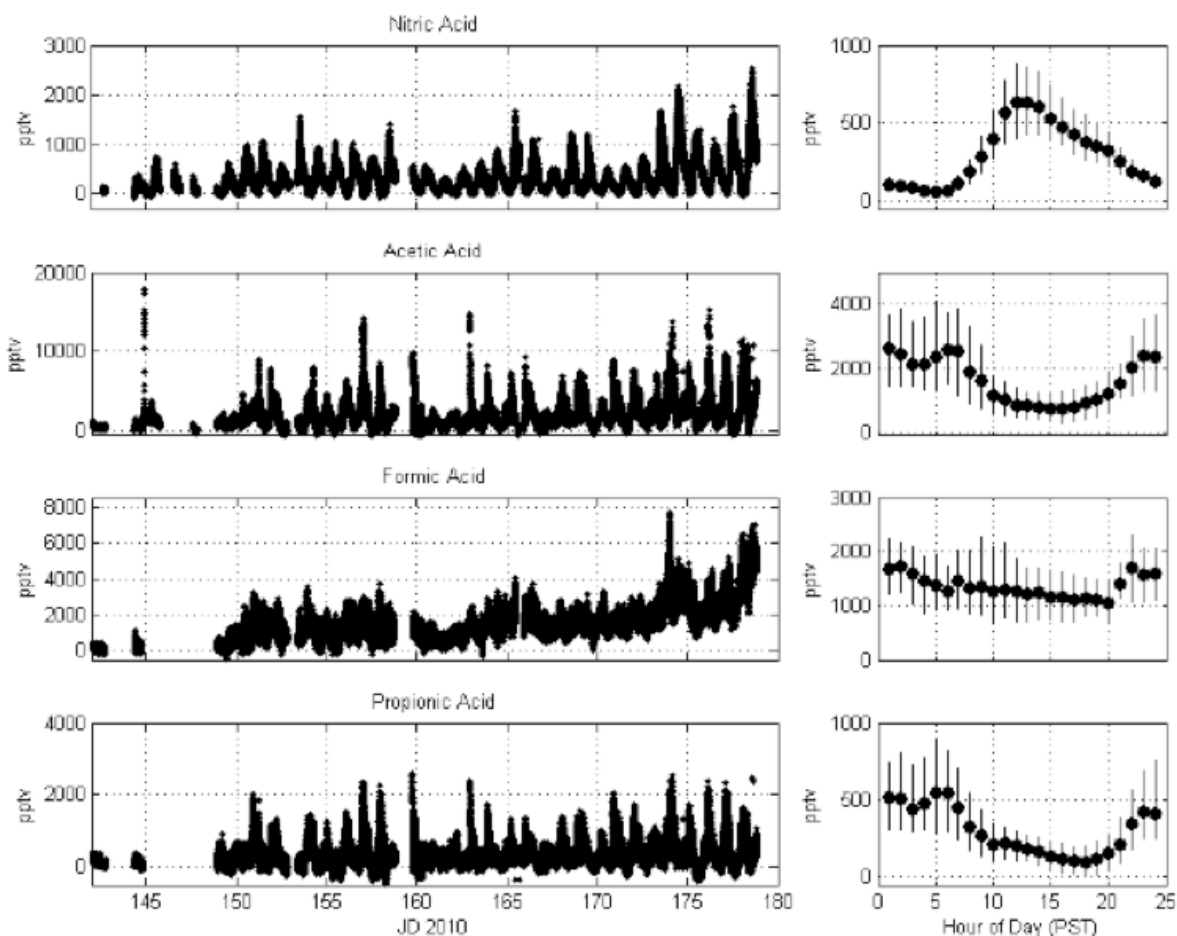 Nitric Acid
3000
2000
1000
0
pptv
1000
500
0
pptv
Acetic Acid
20000
10000
0
pptv
4000
2000
0
pptv
Formic Acid
8000
6000
4000
2000
0
pptv
3000
2000
1000
0
pptv
Propionic Acid
4000
2000
0
pptv
145 150 155 160 165 170 175 180
JD 2010
1000
500
0
pptv
0 5 10 15 20 25
Hour of Day (PST)